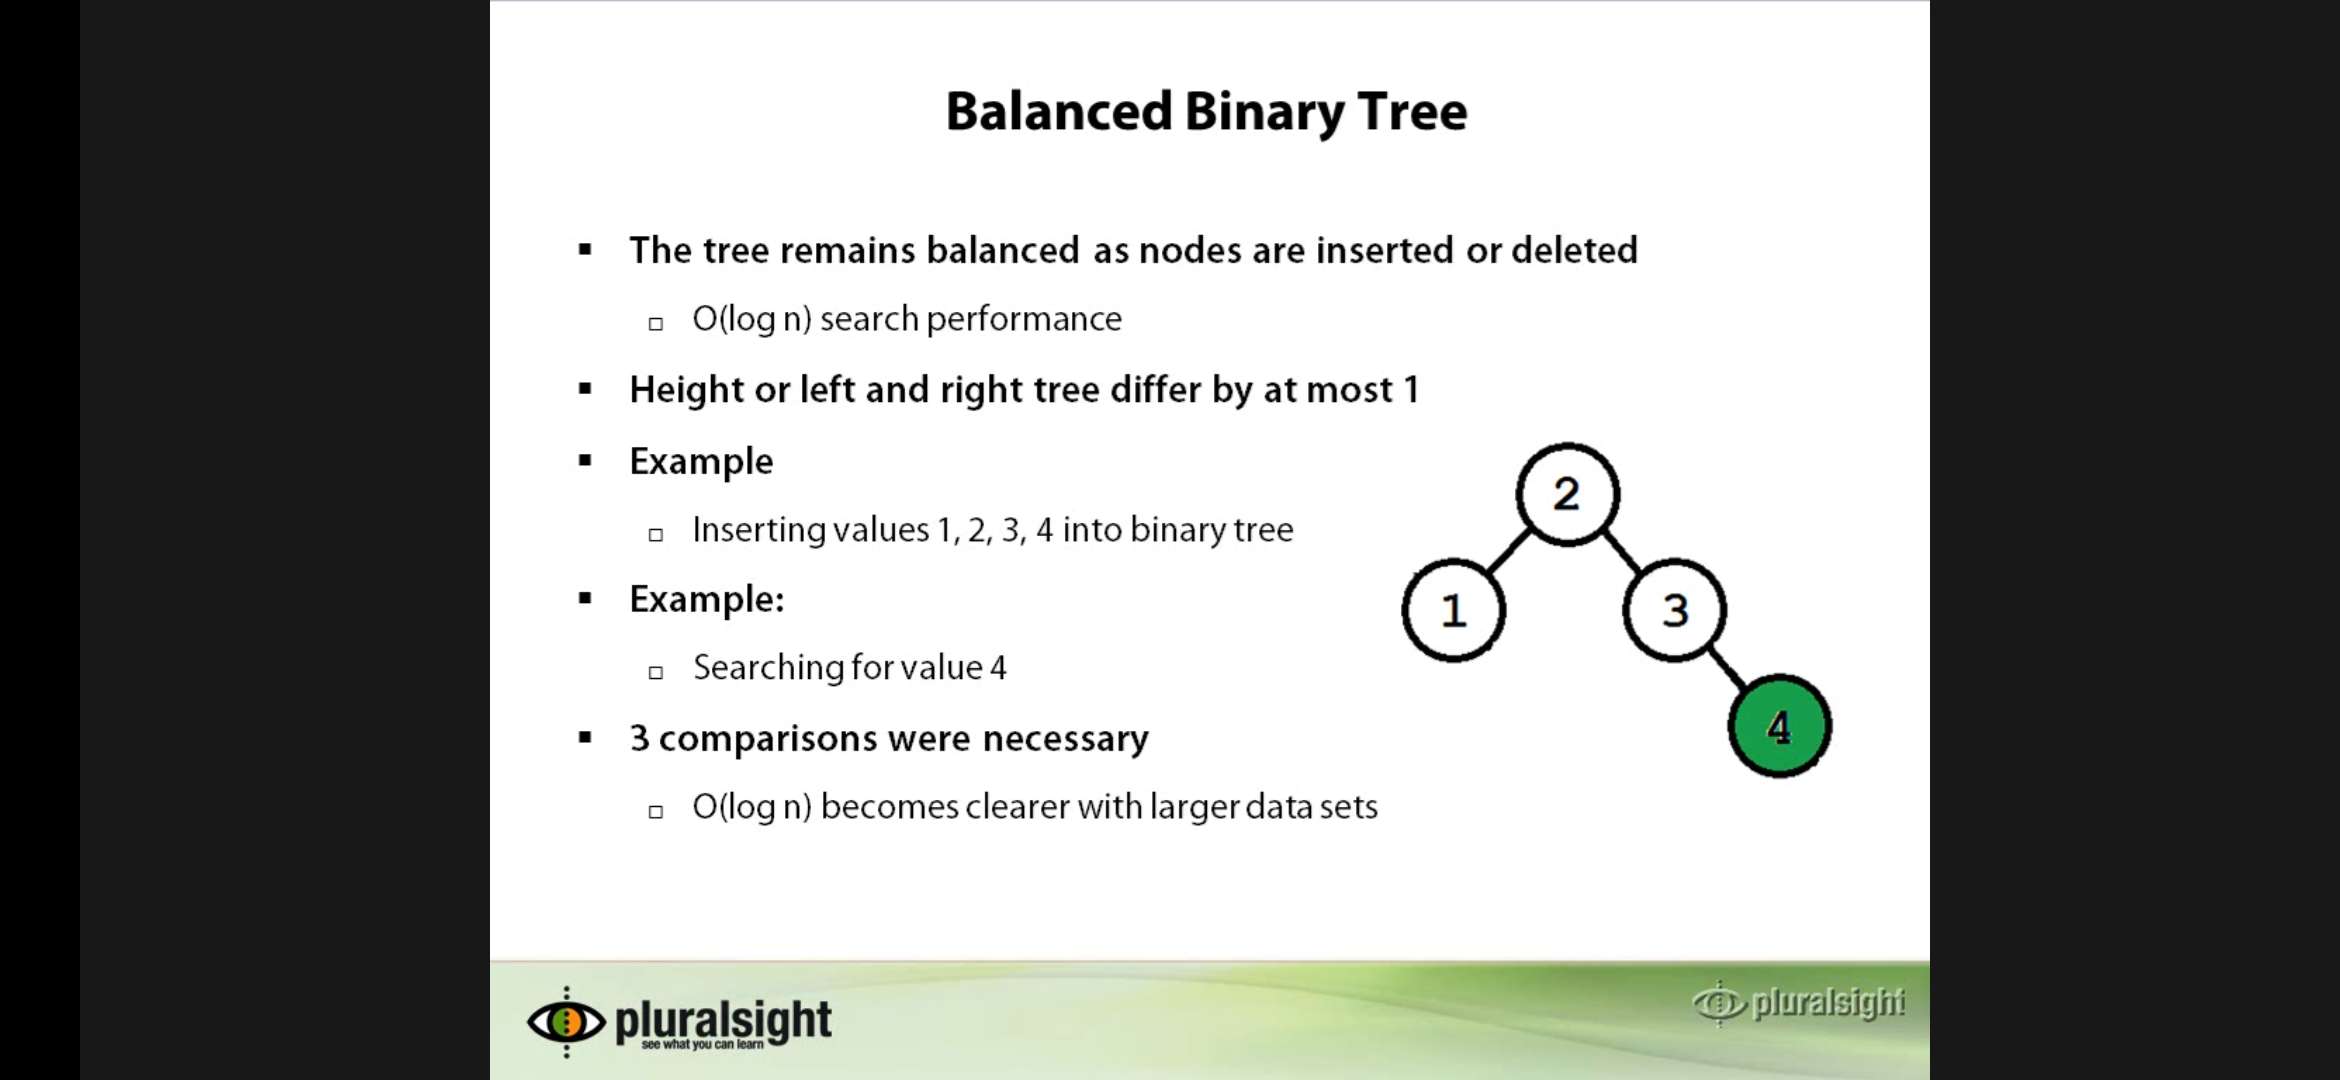 Balanced Binary Tree
The tree remains balanced as nodes are inserted or deleted
O(log n) search performance
Height or left and right tree differ by at most 1
Example
Inserting values 1, 2, 3, 4 into binary tree
Example:
Searching for value 4
3 comparisons were necessary
O(log n) becomes clearer with larger data sets
2
1
3
4
pluralsight
see what you can learn
pluralsight